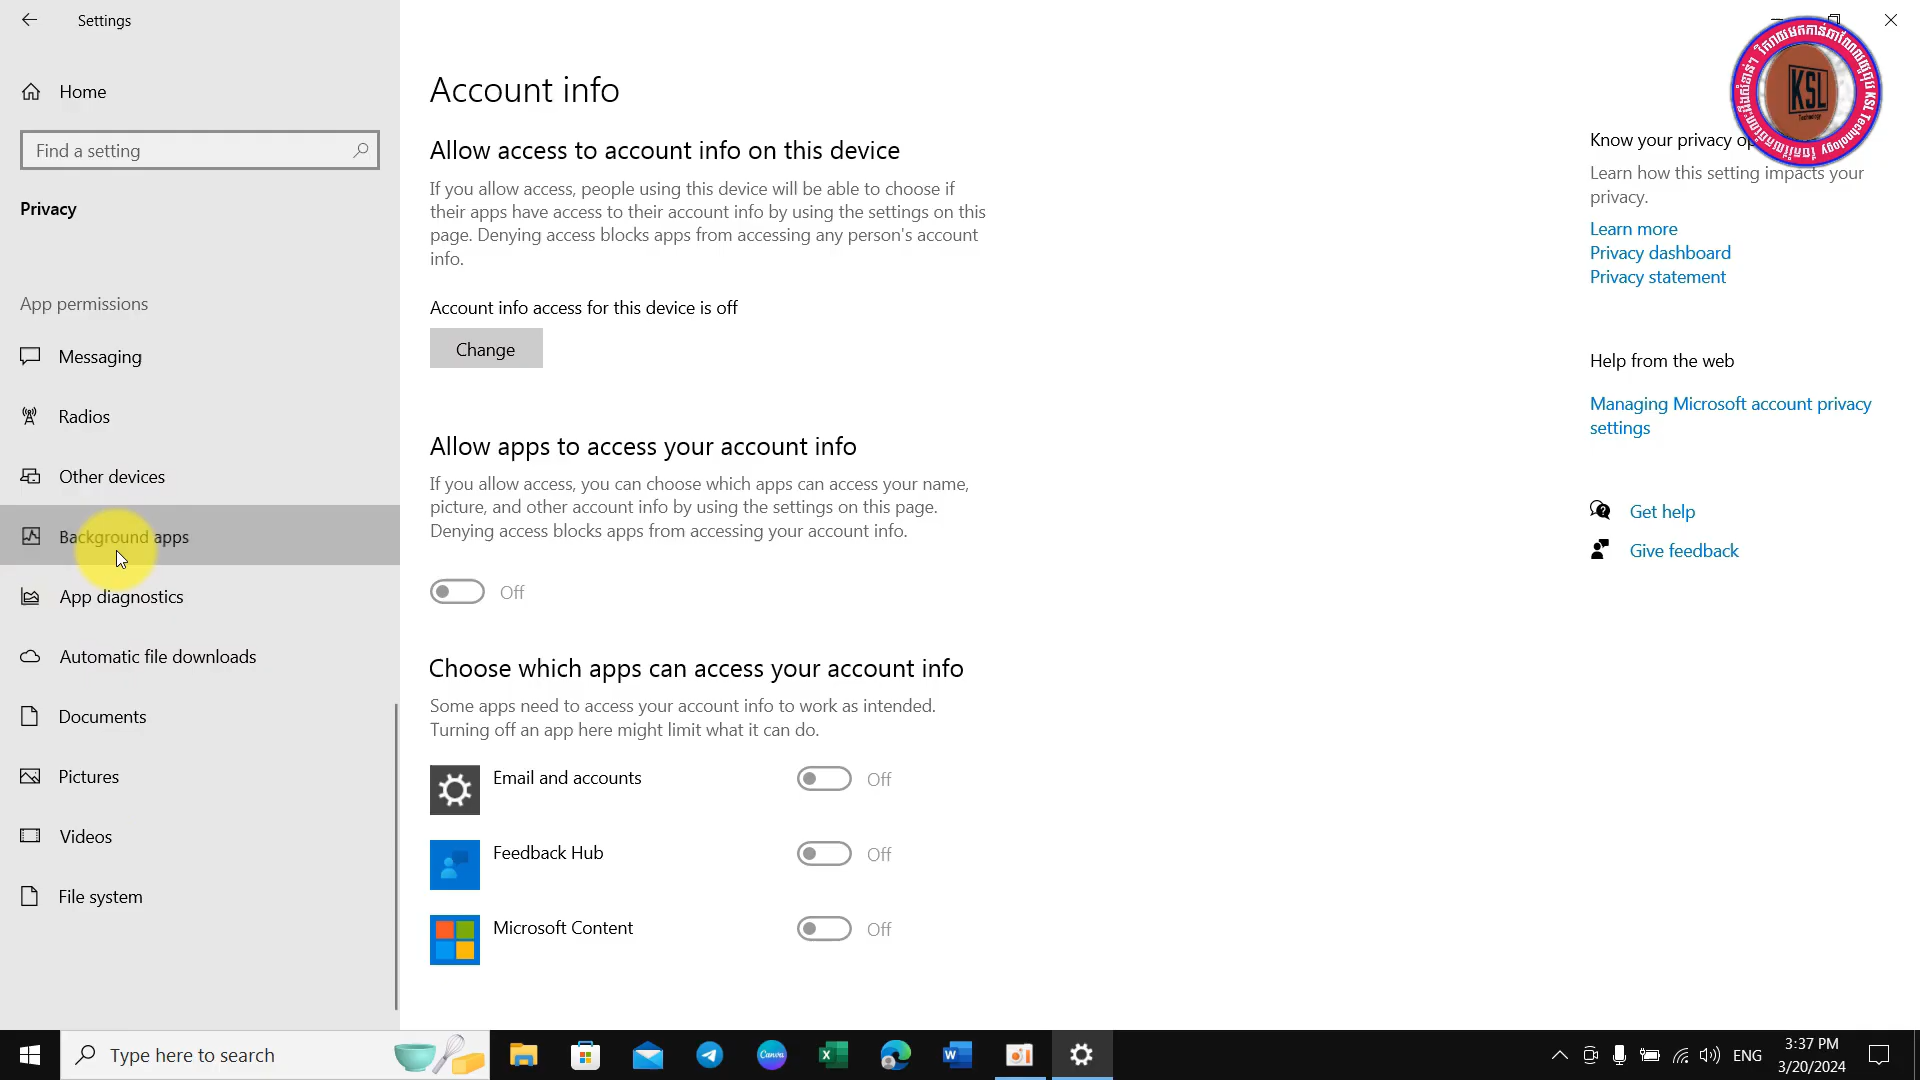 Settings
Home
Find a setting
Privacy
App permissions
Messaging
Radios
Other devices
Background apps
App diagnostics
Automatic file downloads
Documents
Pictures
Videos
File system
Account info
Allow access to account info on this device
If you allow access, people using this device will be able to choose if
their apps have access to their account info by using the settings on this
page. Denying access blocks apps from accessing any person's account
info.
Account info access for this device is off
Change
Allow apps to access your account info
If you allow access, you can choose which apps can access your name,
picture, and other account info by using the settings on this page.
Denying access blocks apps from accessing your account info.
Off
Choose which apps can access your account info
Some apps need to access your account info to work as intended.
Turning off an app here might limit what it can do.
Email and accounts
Off
Feedback Hub
Off
Microsoft Content
Off
KSL
Technology
KSL Technology
Know your privacy
Learn how this setting impacts your
privacy.
Learn more
Privacy dashboard
Privacy statement
Help from the web
Managing Microsoft account privacy
settings
Get help
Give feedback
Type here to search
Canva
ENG
3:37 PM
3/20/2024